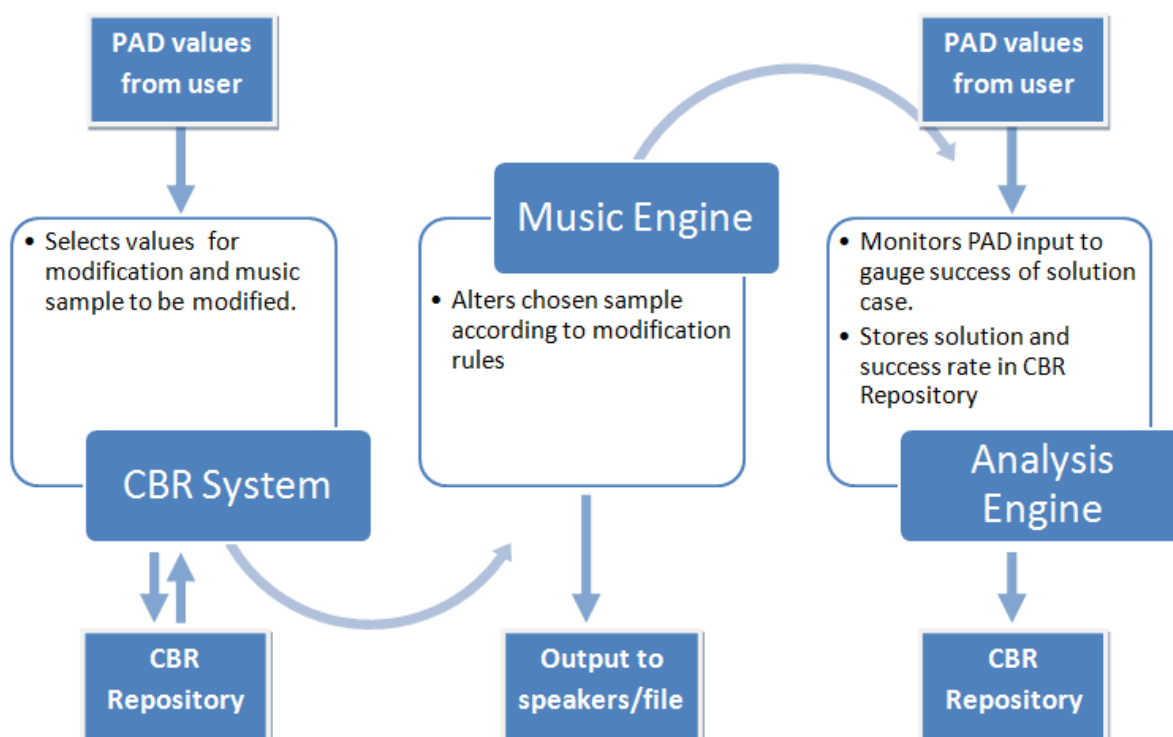 PAD values
from user
• Selects values for
modification and music
sample to be modified.
CBR System
CBR
Repository
Music Engine
• Alters chosen sample
according to modification
rules
Output to
speakers/file
PAD values
from user
• Monitors PAD input to
gauge success of solution
case.
• Stores solution and
success rate in CBR
Repository
Analysis
Engine
CBR
Repository